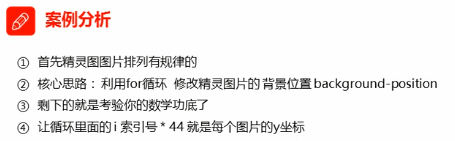 案例分析
① 首先精灵图图片排列有规律的
② 核心思路： 利用for循环 修改精灵图片的 背景位置 background-position
③ 剩下的就是考验你的数学功底了
④ 让循环里面的 i 索引号 * 44 就是每个图片的y坐标